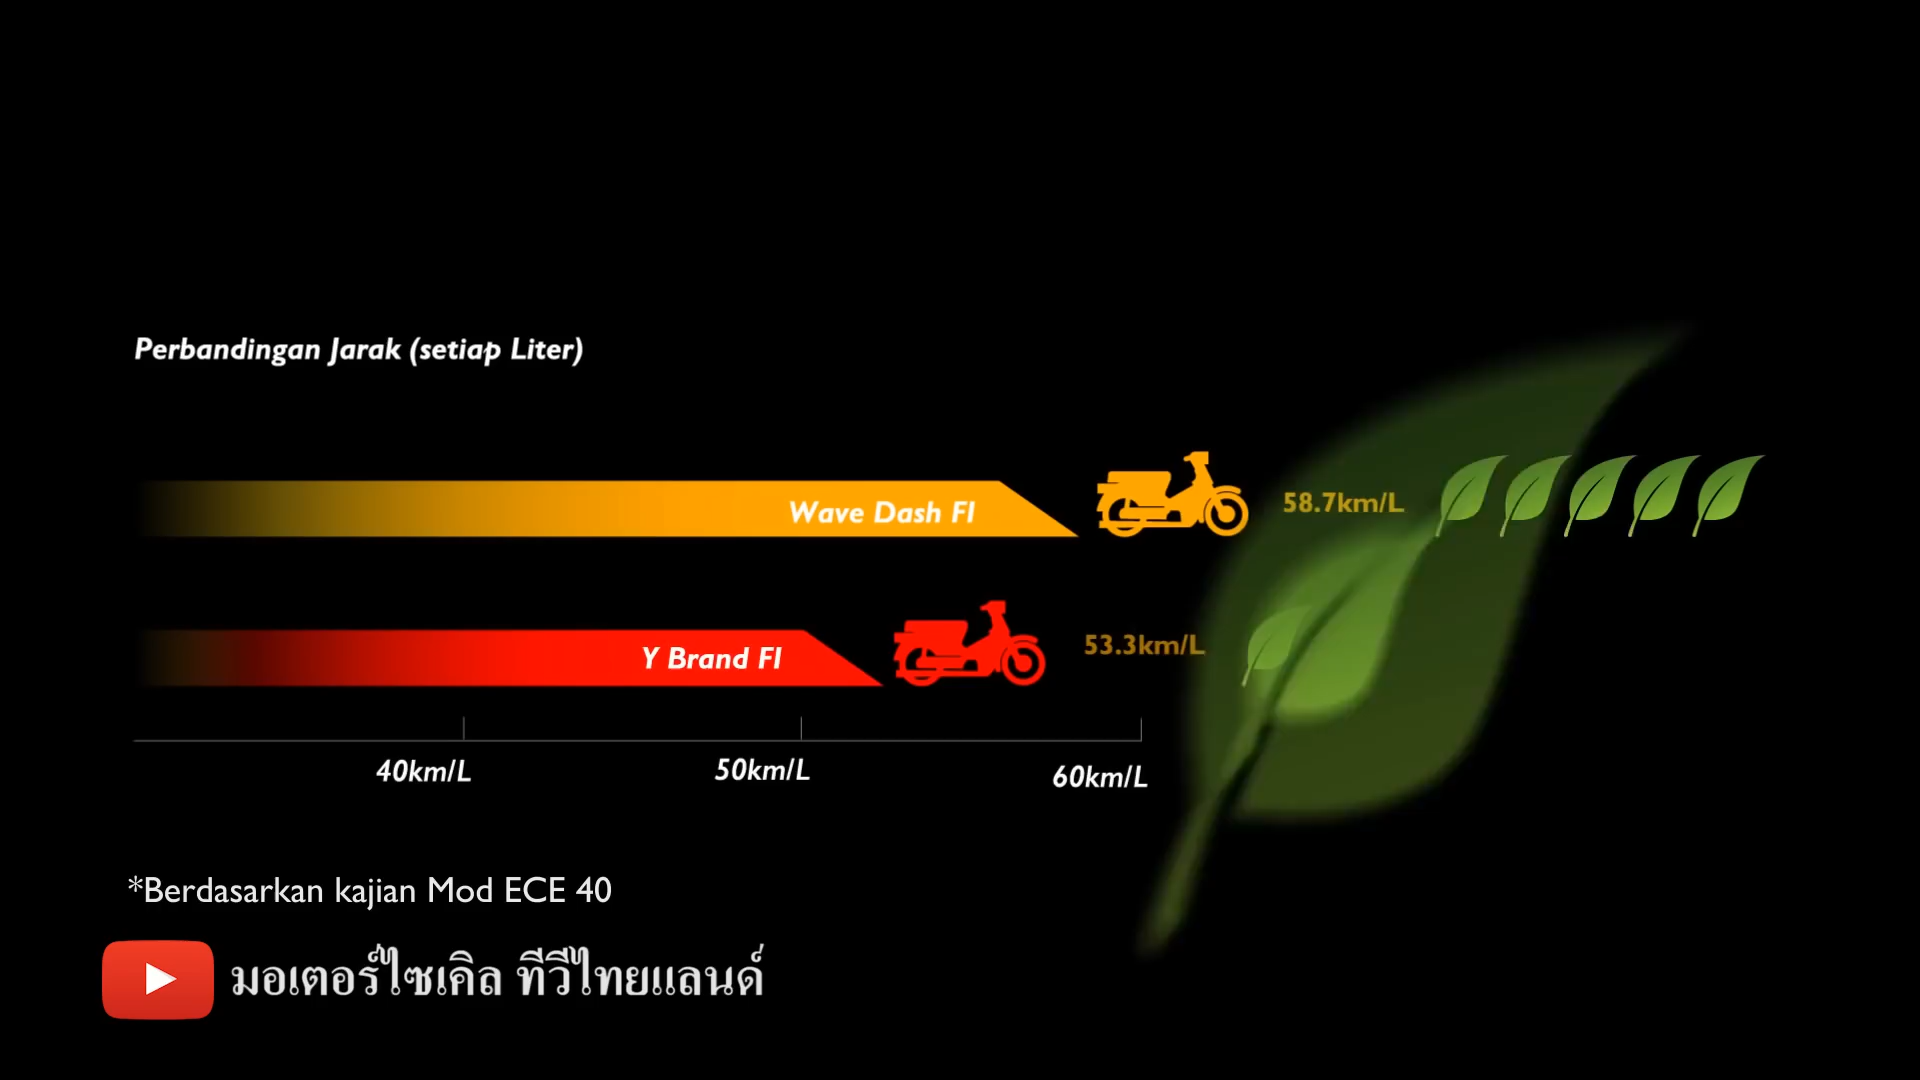 Perbandingan Jarak (setiap Liter)
Wave Dash FI
58.7km/L
Y Brand FI
53.3km/L
40km/L
50km/L
60km/L
*Berdasarkan kajian Mod ECE 40
มอเตอร์ไซเคิล ทีวีไทยแลนด์